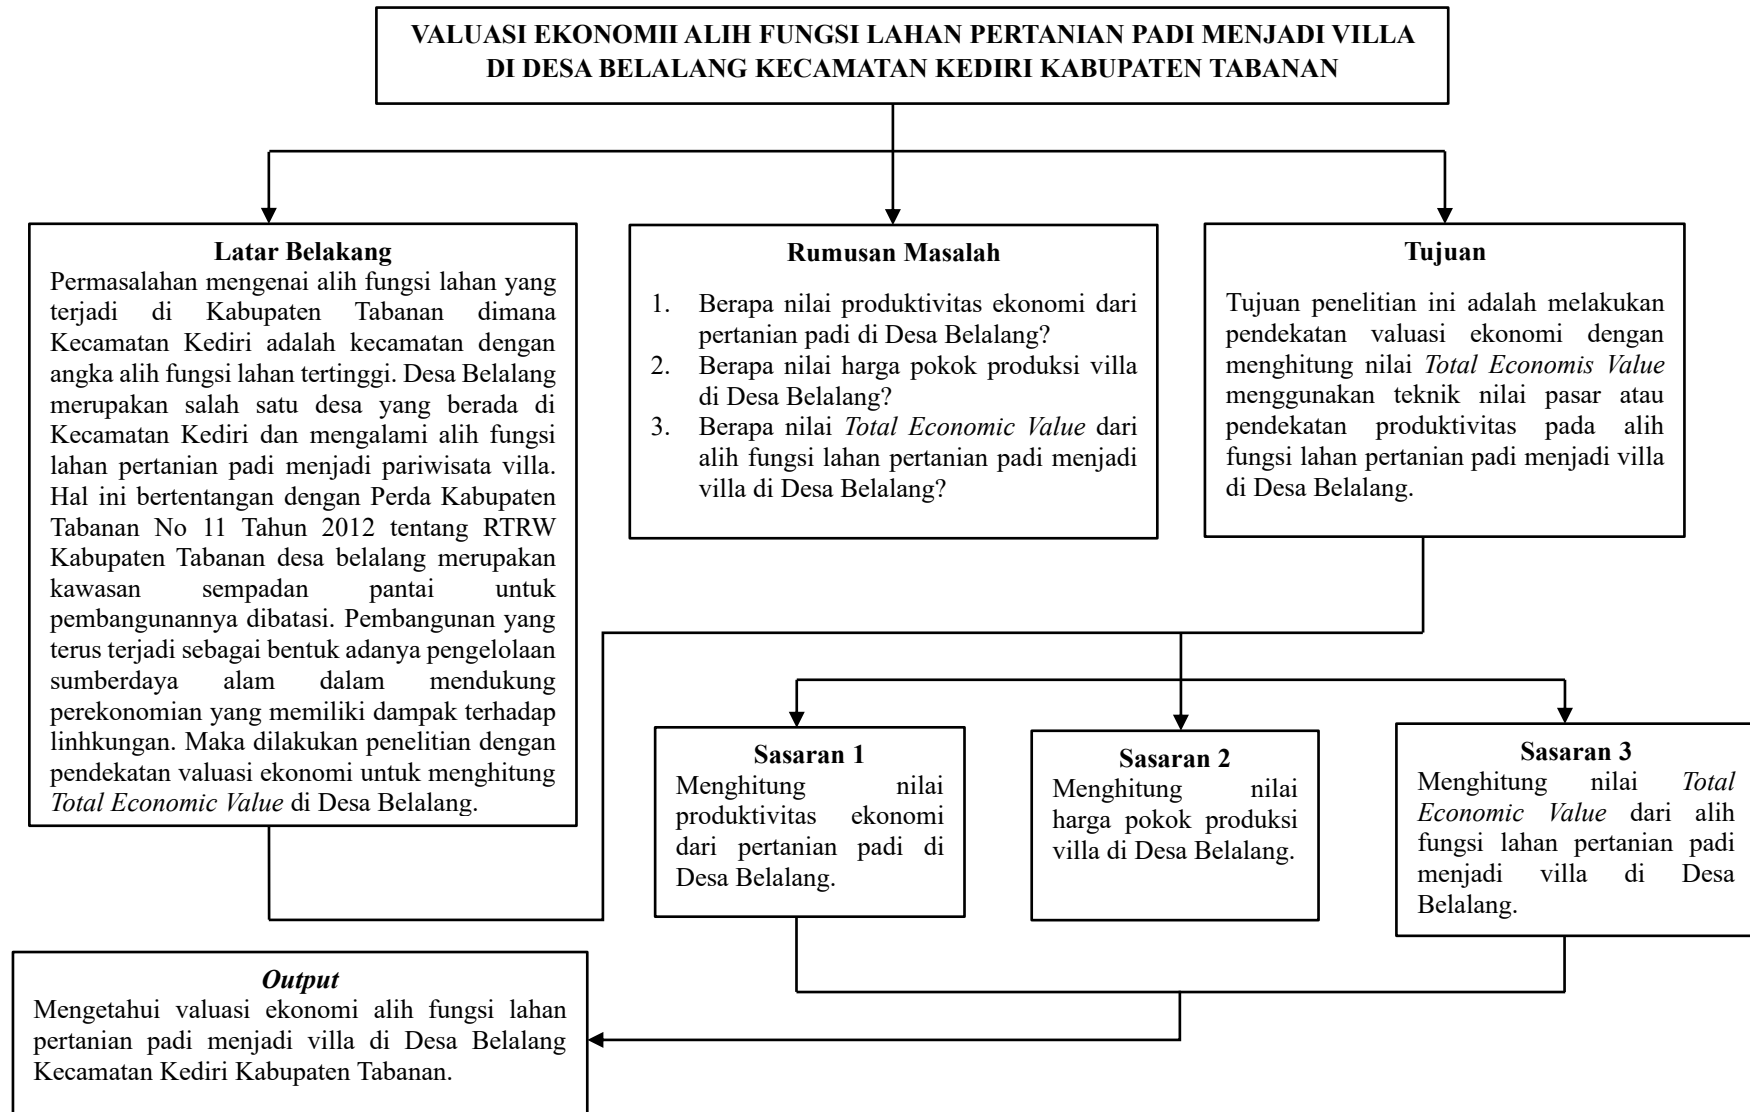 VALUASI EKONOMII ALIH FUNGSI LAHAN PERTANIAN PADI MENJADI VILLA
DI DESA BELALANG KECAMATAN KEDIRI KABUPATEN TABANAN
Latar Belakang
Permasalahan mengenai alih fungsi lahan yang
terjadi di Kabupaten Tabanan dimana
Kecamatan Kediri adalah kecamatan dengan
angka alih fungsi lahan tertinggi. Desa Belalang
merupakan salah satu desa yang berada di
Kecamatan Kediri dan mengalami alih fungsi
lahan pertanian padi menjadi pariwisata villa.
Hal ini bertentangan dengan Perda Kabupaten
Tabanan No 11 Tahun 2012 tentang RTRW
Kabupaten Tabanan desa belalang merupakan
kawasan sempadan pantai untuk
pembangunannya dibatasi. Pembangunan yang
terus terjadi sebagai bentuk adanya pengelolaan
sumberdaya alam dalam mendukung
perekonomian yang memiliki dampak terhadap
linhkungan. Maka dilakukan penelitian dengan
pendekatan valuasi ekonomi untuk menghitung
Total Economic Value di Desa Belalang.
Rumusan Masalah
1. Berapa nilai produktivitas ekonomi dari
pertanian padi di Desa Belalang?
2. Berapa nilai harga pokok produksi villa
di Desa Belalang?
3. Berapa nilai Total Economic Value dari
alih fungsi lahan pertanian padi menjadi
villa di Desa Belalang?
Tujuan
Tujuan penelitian ini adalah melakukan
pendekatan valuasi ekonomi dengan
menghitung nilai Total Economis Value
menggunakan teknik nilai pasar atau
pendekatan produktivitas pada alih
fungsi lahan pertanian padi menjadi villa
di Desa Belalang.
Sasaran 1
Menghitung nilai
produktivitas ekonomi
dari pertanian padi di
Desa Belalang.
Sasaran 2
Menghitung nilai
harga pokok produksi
villa di Desa Belalang.
Sasaran 3
Menghitung nilai Total
Economic Value dari alih
fungsi lahan pertanian padi
menjadi villa di Desa
Belalang.
Output
Mengetahui valuasi ekonomi alih fungsi lahan
pertanian padi menjadi villa di Desa Belalang
Kecamatan Kediri Kabupaten Tabanan.